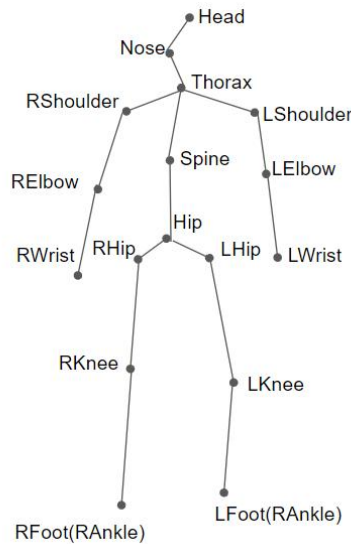 Head
Nose
Thorax
RShoulder
LShoulder
Spine
LElbow
RElbow
Hip
RHip
LHip
RWrist
LWrist
RKnee
LKnee
LFoot(RAnkle)
RFoot(RAnkle)